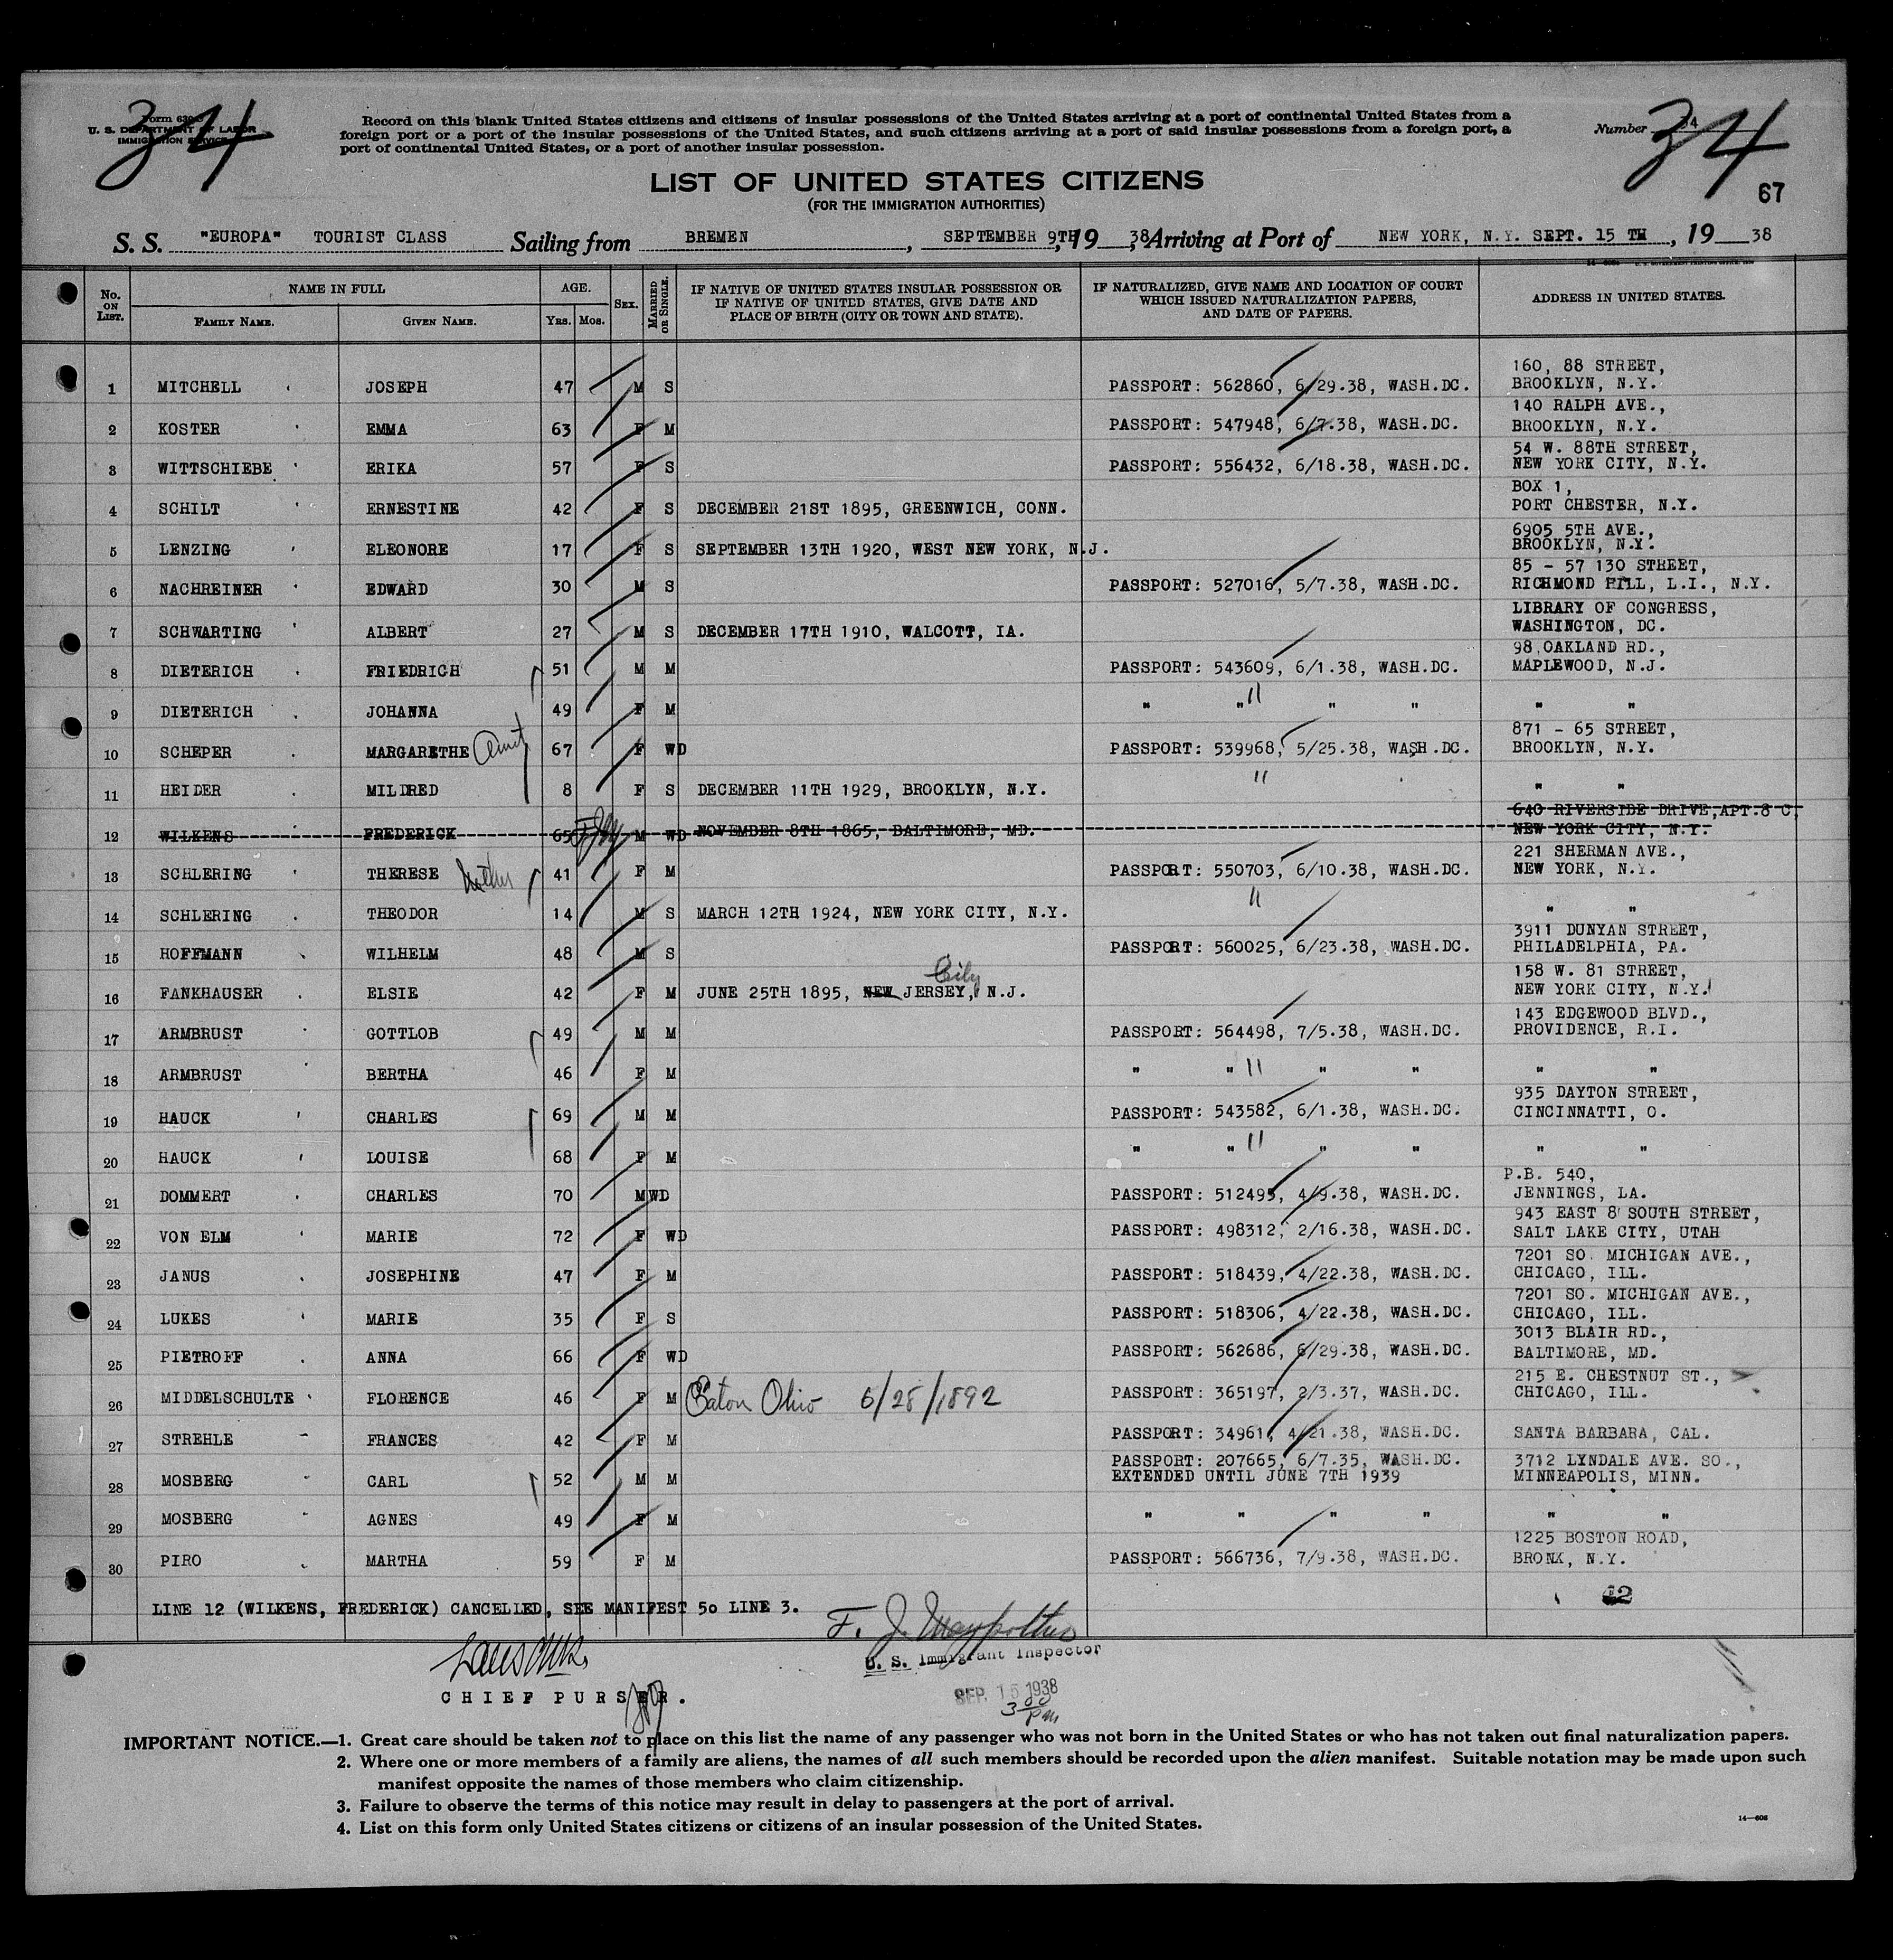 34
Form 630
U. S. DEPARTMENT OF LABOR
IMMIGRATION SERVICE
Record on this blank United States citizens and citizens of insular possessions of the United States arriving at a port of continental United States from a
foreign port or a port of the insular possessions of the United States, and such citizens arriving at a port of said insular possessions from a foreign port, a
port of continental United States, or a port of another insular possession.
Number 34
34
67
LIST OF UNITED STATES CITIZENS
(FOR THE IMMIGRATION AUTHORITIES)
S. S. "EUROPA" TOURIST CLASS Sailing from BREMEN, SEPTEMBER 9TH, 19 38, Arriving at Port of NEW YORK, N.Y. SEPT. 15 TH, 19 38
No. ON LIST. NAME IN FULL FAMILY NAME. GIVEN NAME. AGE. YRS. MOS. SEX. MARRIED OR SINGLE. IF NATIVE OF UNITED STATES INSULAR POSSESSION OR IF NATIVE OF UNITED STATES, GIVE DATE AND PLACE OF BIRTH (CITY OR TOWN AND STATE). IF NATURALIZED, GIVE NAME AND LOCATION OF COURT WHICH ISSUED NATURALIZATION PAPERS, AND DATE OF PAPERS. ADDRESS IN UNITED STATES.
1 MITCHELL JOSEPH 47 M S PASSPORT: 562860, 6/29.38, WASH.DC. 160, 88 STREET, BROOKLYN, N.Y.
2 KOSTER EMMA 63 F M PASSPORT: 547948, 6/7.38, WASH.DC. 140 RALPH AVE., BROOKLYN, N.Y.
3 WITTSCHIEBE ERIKA 57 F S PASSPORT: 556432, 6/18.38, WASH.DC. 54 W. 88TH STREET, NEW YORK CITY, N.Y.
4 SCHILT ERNESTINE 42 F S DECEMBER 21ST 1895, GREENWICH, CONN. BOX 1, PORT CHESTER, N.Y.
5 LENZING ELEONORE 17 F S SEPTEMBER 13TH 1920, WEST NEW YORK, N.J. 6905 5TH AVE., BROOKLYN, N.Y.
6 NACHREINER EDWARD 30 M S PASSPORT: 527016, 5/7.38, WASH.DC. 85 - 57 130 STREET, RICHMOND HILL, L.I., N.Y.
7 SCHWARTING ALBERT 27 M S DECEMBER 17TH 1910, WALCOTT, IA. LIBRARY OF CONGRESS, WASHINGTON, DC.
8 DIETERICH FRIEDRICH 51 M M PASSPORT: 543609, 6/1.38, WASH.DC. 98 OAKLAND RD., MAPLEWOOD, N.J.
9 DIETERICH JOHANNA 49 F M " " " " " "
10 SCHEPER MARGARETHE Aunt 67 F WD PASSPORT: 539968, 5/25.38, WASH.DC. 871 - 65 STREET, BROOKLYN, N.Y.
11 HEIDER MILDRED 8 F S DECEMBER 11TH 1929, BROOKLYN, N.Y. " " "
12 WILKENS FREDERICK 65 M WD NOVEMBER 8TH 1865, BALTIMORE, MD. 640 RIVERSIDE DRIVE, APT.8 C, NEW YORK CITY, N.Y.
13 SCHLERING THERESE Mother 41 F M PASSPORT: 550703, 6/10.38, WASH.DC. 221 SHERMAN AVE., NEW YORK, N.Y.
14 SCHLERING THEODOR 14 M S MARCH 12TH 1924, NEW YORK CITY, N.Y. " " "
15 HOFFMANN WILHELM 48 M S PASSPORT: 560025, 6/23.38, WASH.DC. 3911 DUNYAN STREET, PHILADELPHIA, PA.
16 FANKHAUSER ELSIE 42 F M JUNE 25TH 1895, NEW JERSEY, City N.J. 158 W. 81 STREET, NEW YORK CITY, N.Y.
17 ARMBRUST GOTTLOB 49 M M PASSPORT: 564498, 7/5.38, WASH.DC. 143 EDGEWOOD BLVD., PROVIDENCE, R.I.
18 ARMBRUST BERTHA 46 F M " " " " " "
19 HAUCK CHARLES 69 M M PASSPORT: 543582, 6/1.38, WASH.DC. 935 DAYTON STREET, CINCINNATTI, O.
20 HAUCK LOUISE 68 F M " " " " " "
21 DOMMERT CHARLES 70 M WD PASSPORT: 512495, 4/9.38, WASH.DC. P.B. 540, JENNINGS, LA.
22 VON ELM MARIE 72 F WD PASSPORT: 498312, 2/16.38, WASH.DC. 943 EAST 8' SOUTH STREET, SALT LAKE CITY, UTAH
23 JANUS JOSEPHINE 47 F M PASSPORT: 518439, 4/22.38, WASH.DC. 7201 SO. MICHIGAN AVE., CHICAGO, ILL.
24 LUKES MARIE 35 F S PASSPORT: 518306, 4/22.38, WASH.DC. 7201 SO. MICHIGAN AVE., CHICAGO, ILL.
25 PIETROFF ANNA 66 F WD PASSPORT: 562686, 6/29.38, WASH.DC. 3013 BLAIR RD., BALTIMORE, MD.
26 MIDDELSCHULTE FLORENCE 46 F M Eaton Ohio 6/28/1892 PASSPORT: 365197, 2/3.37, WASH.DC. 215 E. CHESTNUT ST., CHICAGO, ILL.
27 STREHLE FRANCES 42 F M PASSPORT: 34961, 4/21.38, WASH.DC. SANTA BARBARA, CAL.
28 MOSBERG CARL 52 M M PASSPORT: 207665, 6/7.35, WASH.DC. EXTENDED UNTIL JUNE 7TH 1939 3712 LYNDALE AVE. SO., MINNEAPOLIS, MINN.
29 MOSBERG AGNES 49 F M " " " " " "
30 PIRO MARTHA 59 F M PASSPORT: 566736, 7/9.38, WASH.DC. 1225 BOSTON ROAD, BRONX, N.Y.
LINE 12 (WILKENS, FREDERICK) CANCELLED, SEE MANIFEST 50 LINE 3.
F. J.
U. S. Immigrant Inspector
CHIEF PURSER.
SEP. 15 1938
3 00 pm
IMPORTANT NOTICE.—1. Great care should be taken not to place on this list the name of any passenger who was not born in the United States or who has not taken out final naturalization papers.
2. Where one or more members of a family are aliens, the names of all such members should be recorded upon the alien manifest. Suitable notation may be made upon such
manifest opposite the names of those members who claim citizenship.
3. Failure to observe the terms of this notice may result in delay to passengers at the port of arrival.
4. List on this form only United States citizens or citizens of an insular possession of the United States.
14—608